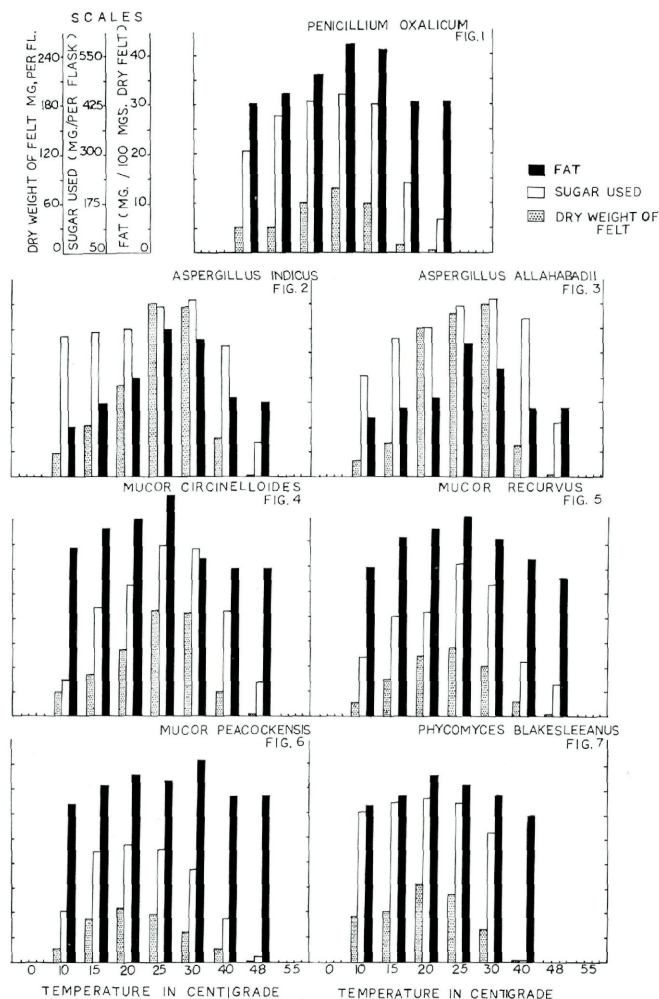 SCALES
DRY WEIGHT OF FELT MG, PER FL.
240
180
120
60
0
SUGAR USED (MG./PER FLASK)
550
425
300
175
50
FAT (MG. / 100 MGS. DRY FELT)
40
30
20
10
0
PENICILLIUM OXALICUM
FIG.1
FAT
SUGAR USED
DRY WEIGHT OF
FELT
ASPERGILLUS INDICUS
FIG. 2
ASPERGILLUS ALLAHABADII
FIG. 3
MUCOR CIRCINELLOIDES
FIG. 4
MUCOR RECURVUS
FIG. 5
MUCOR PEACOCKENSIS
FIG. 6
PHYCOMYCES BLAKESLEEANUS
FIG. 7
0 10 15 20 25 30 40 48 55
0 10 15 20 25 30 40 48 55
TEMPERATURE IN CENTIGRADE
TEMPERATURE IN CENTIGRADE